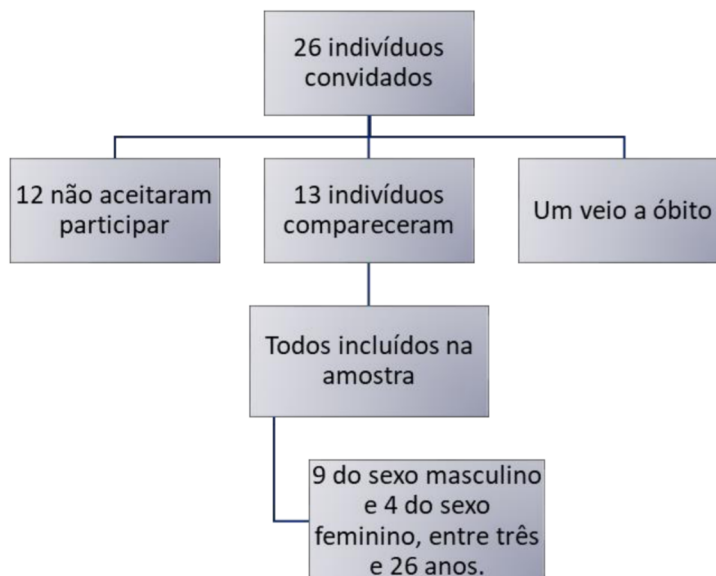 26 indivíduos
convidados
12 não aceitaram
participar
13 indivíduos
compareceram
Um veio a óbito
Todos incluídos na
amostra
9 do sexo masculino
e 4 do sexo
feminino, entre três
e 26 anos.